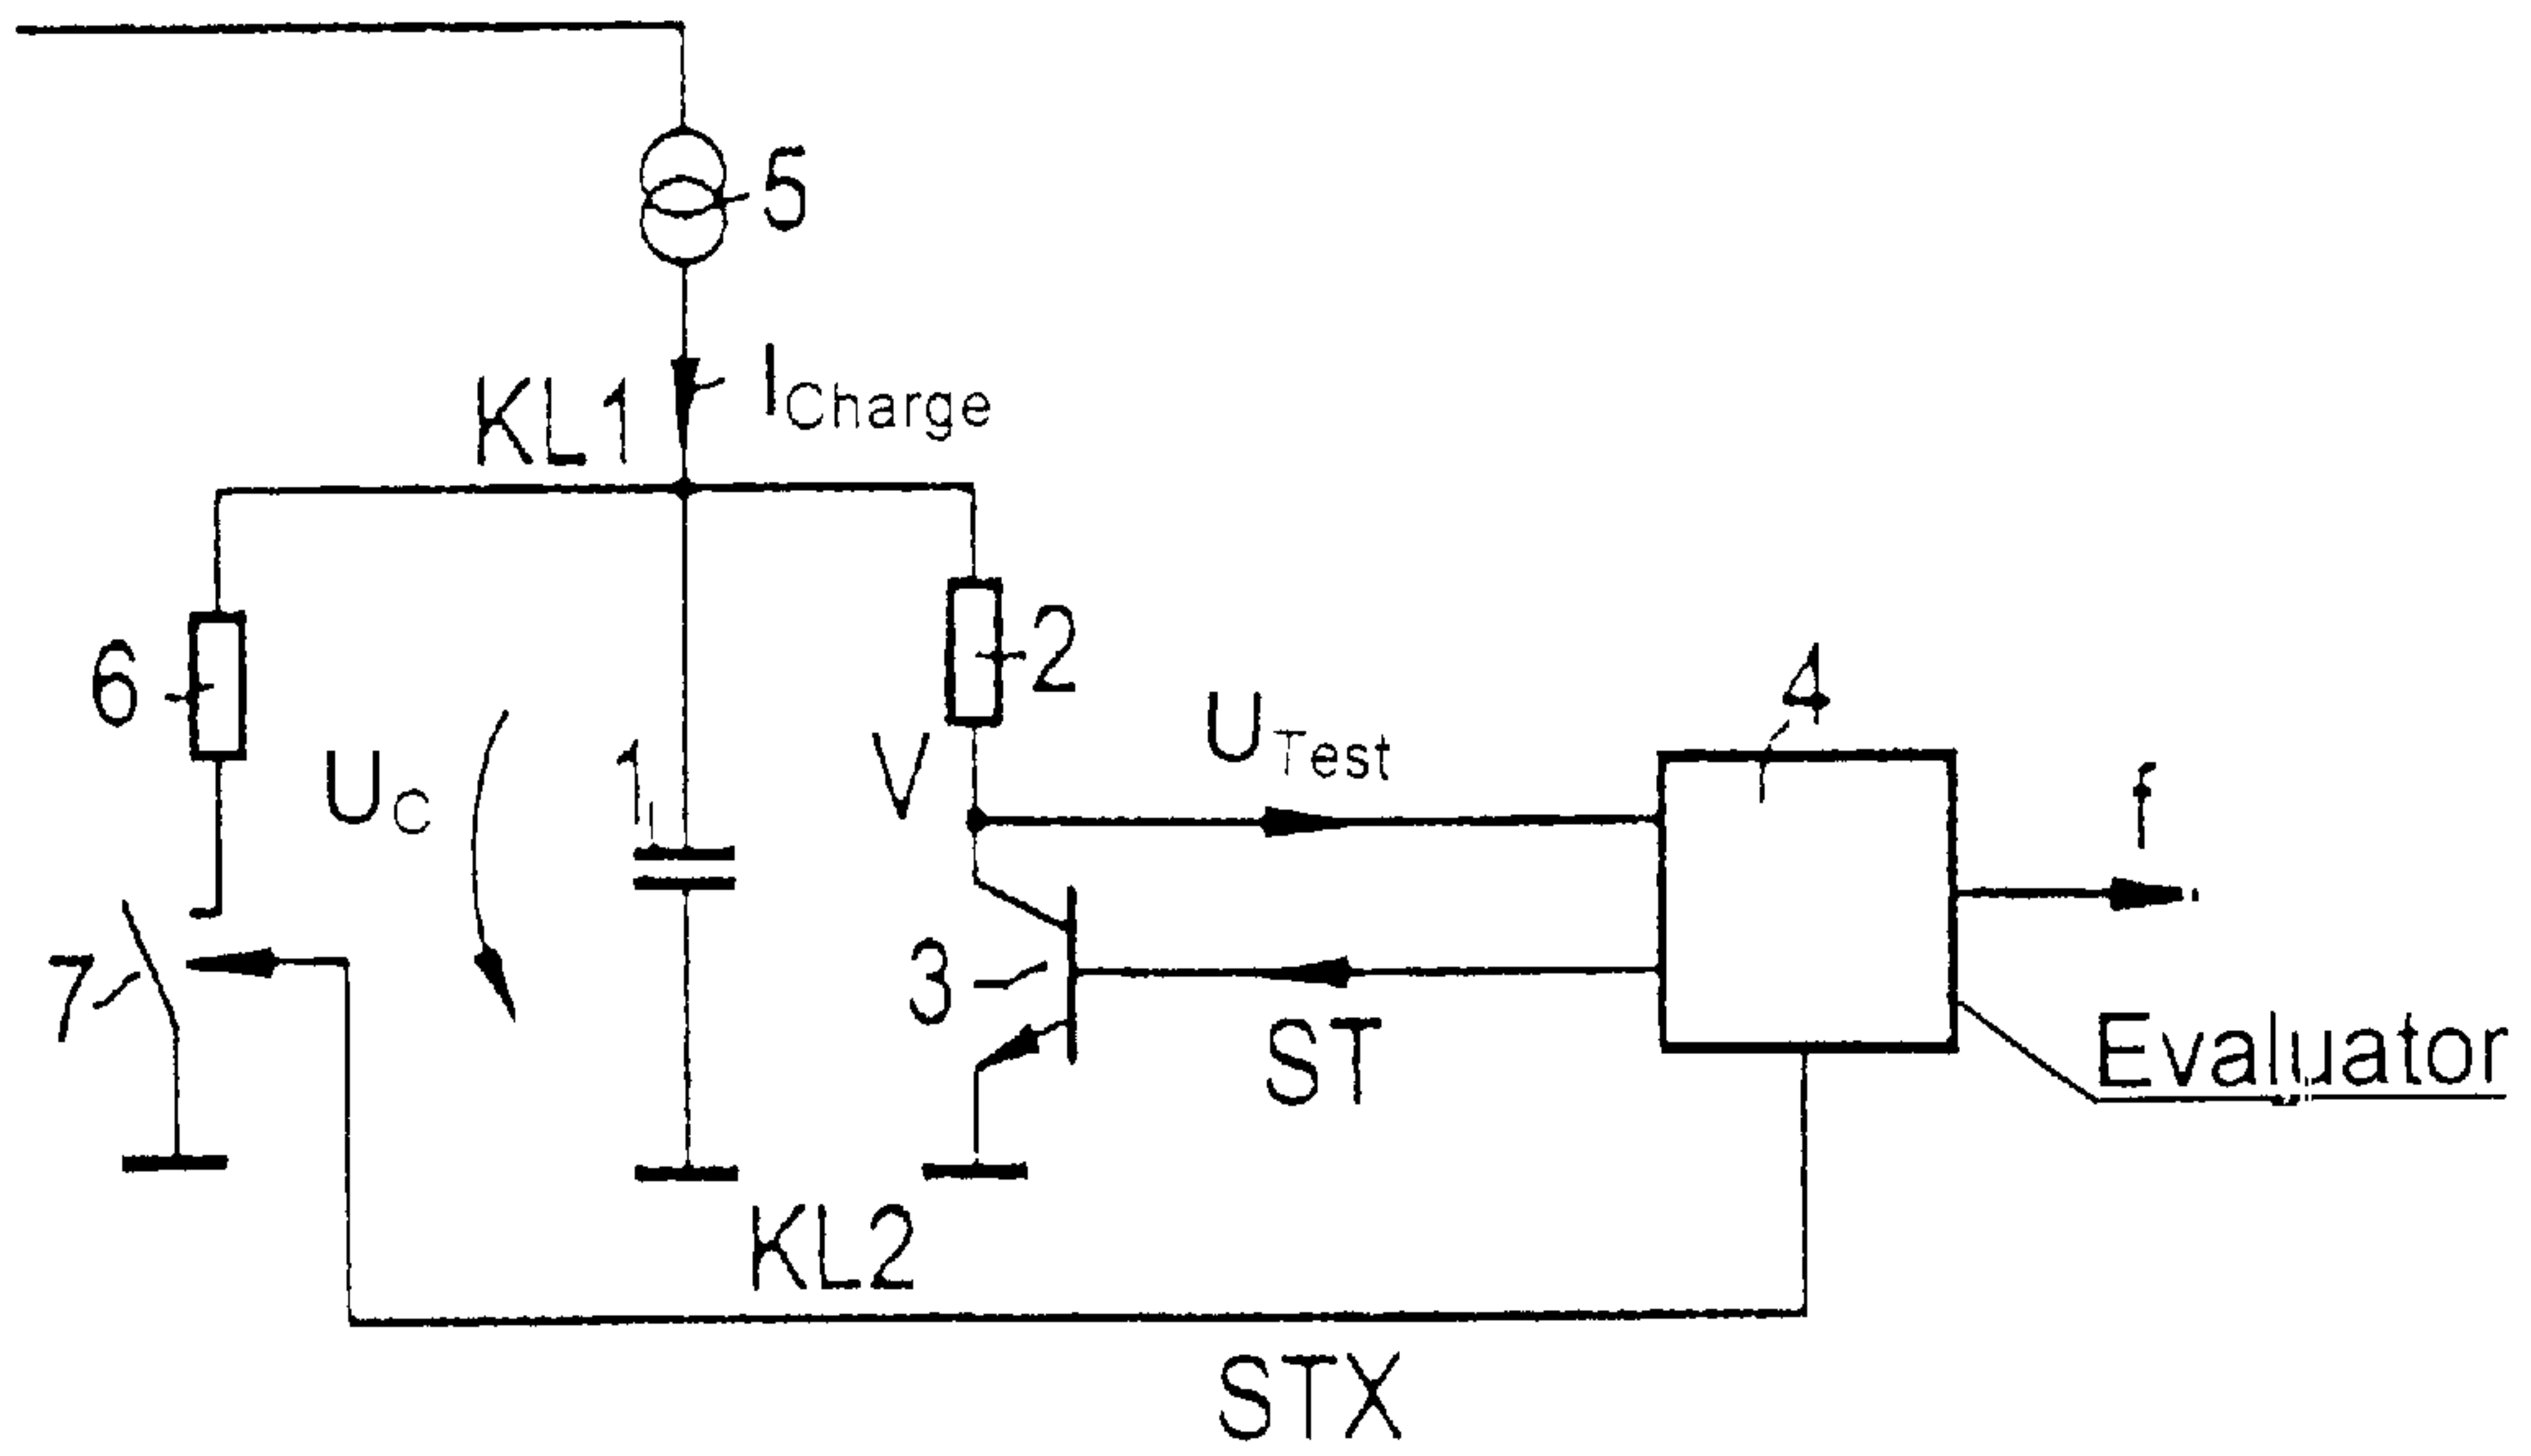 5
I Charge
KL1
6
2
4
U Test
U C
1
V
f
7
3
ST
Evaluator
KL2
STX